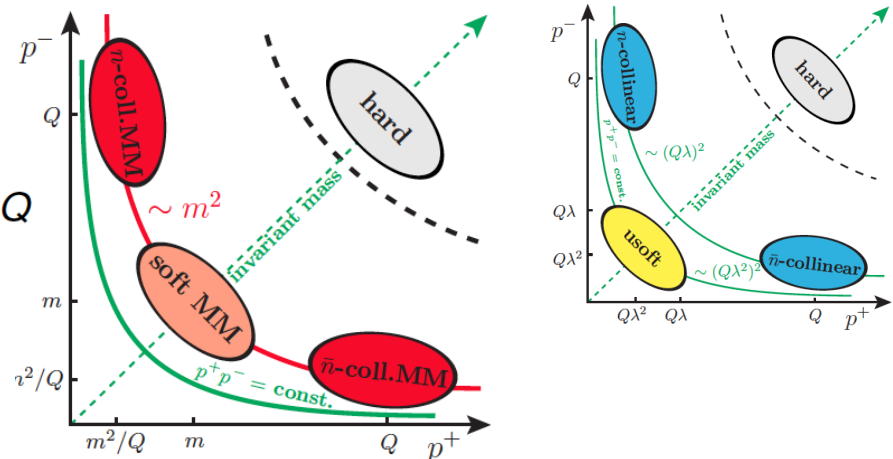 p⁻
n-coll.MM
hard
Q
Q
~ m²
invariant mass
soft MM
m
p⁺p⁻ = const.
n̄-coll.MM
ı²/Q
m²/Q
m
Q
p⁺
p⁻
n-collinear
hard
Q
p⁺p⁻ = const.
~ (Qλ)²
invariant mass
Qλ
usoft
Qλ²
~ (Qλ²)²
n̄-collinear
Qλ²
Qλ
Q
p⁺